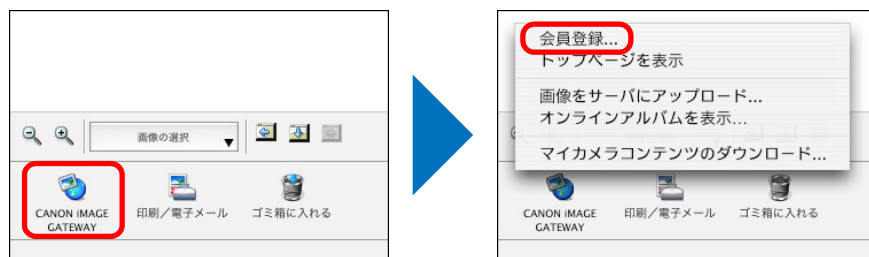 画像の選択
CANON iMAGE
GATEWAY
印刷／電子メール
ゴミ箱に入れる
会員登録...
トップページを表示
画像をサーバにアップロード...
オンラインアルバムを表示...
マイカメラコンテンツのダウンロード...
CANON iMAGE
GATEWAY
印刷／電子メール
ゴミ箱に入れる